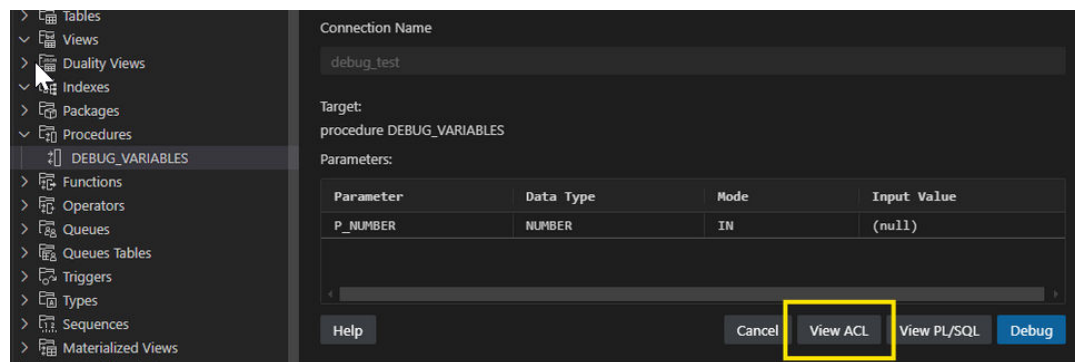 Tables
Views
Duality Views
Indexes
Packages
Procedures
DEBUG_VARIABLES
Functions
Operators
Queues
Queues Tables
Triggers
Types
Sequences
Materialized Views
Connection Name
debug_test
Target:
procedure DEBUG_VARIABLES
Parameters:
Parameter Data Type Mode Input Value
P_NUMBER NUMBER IN (null)
Help Cancel View ACL View PL/SQL Debug